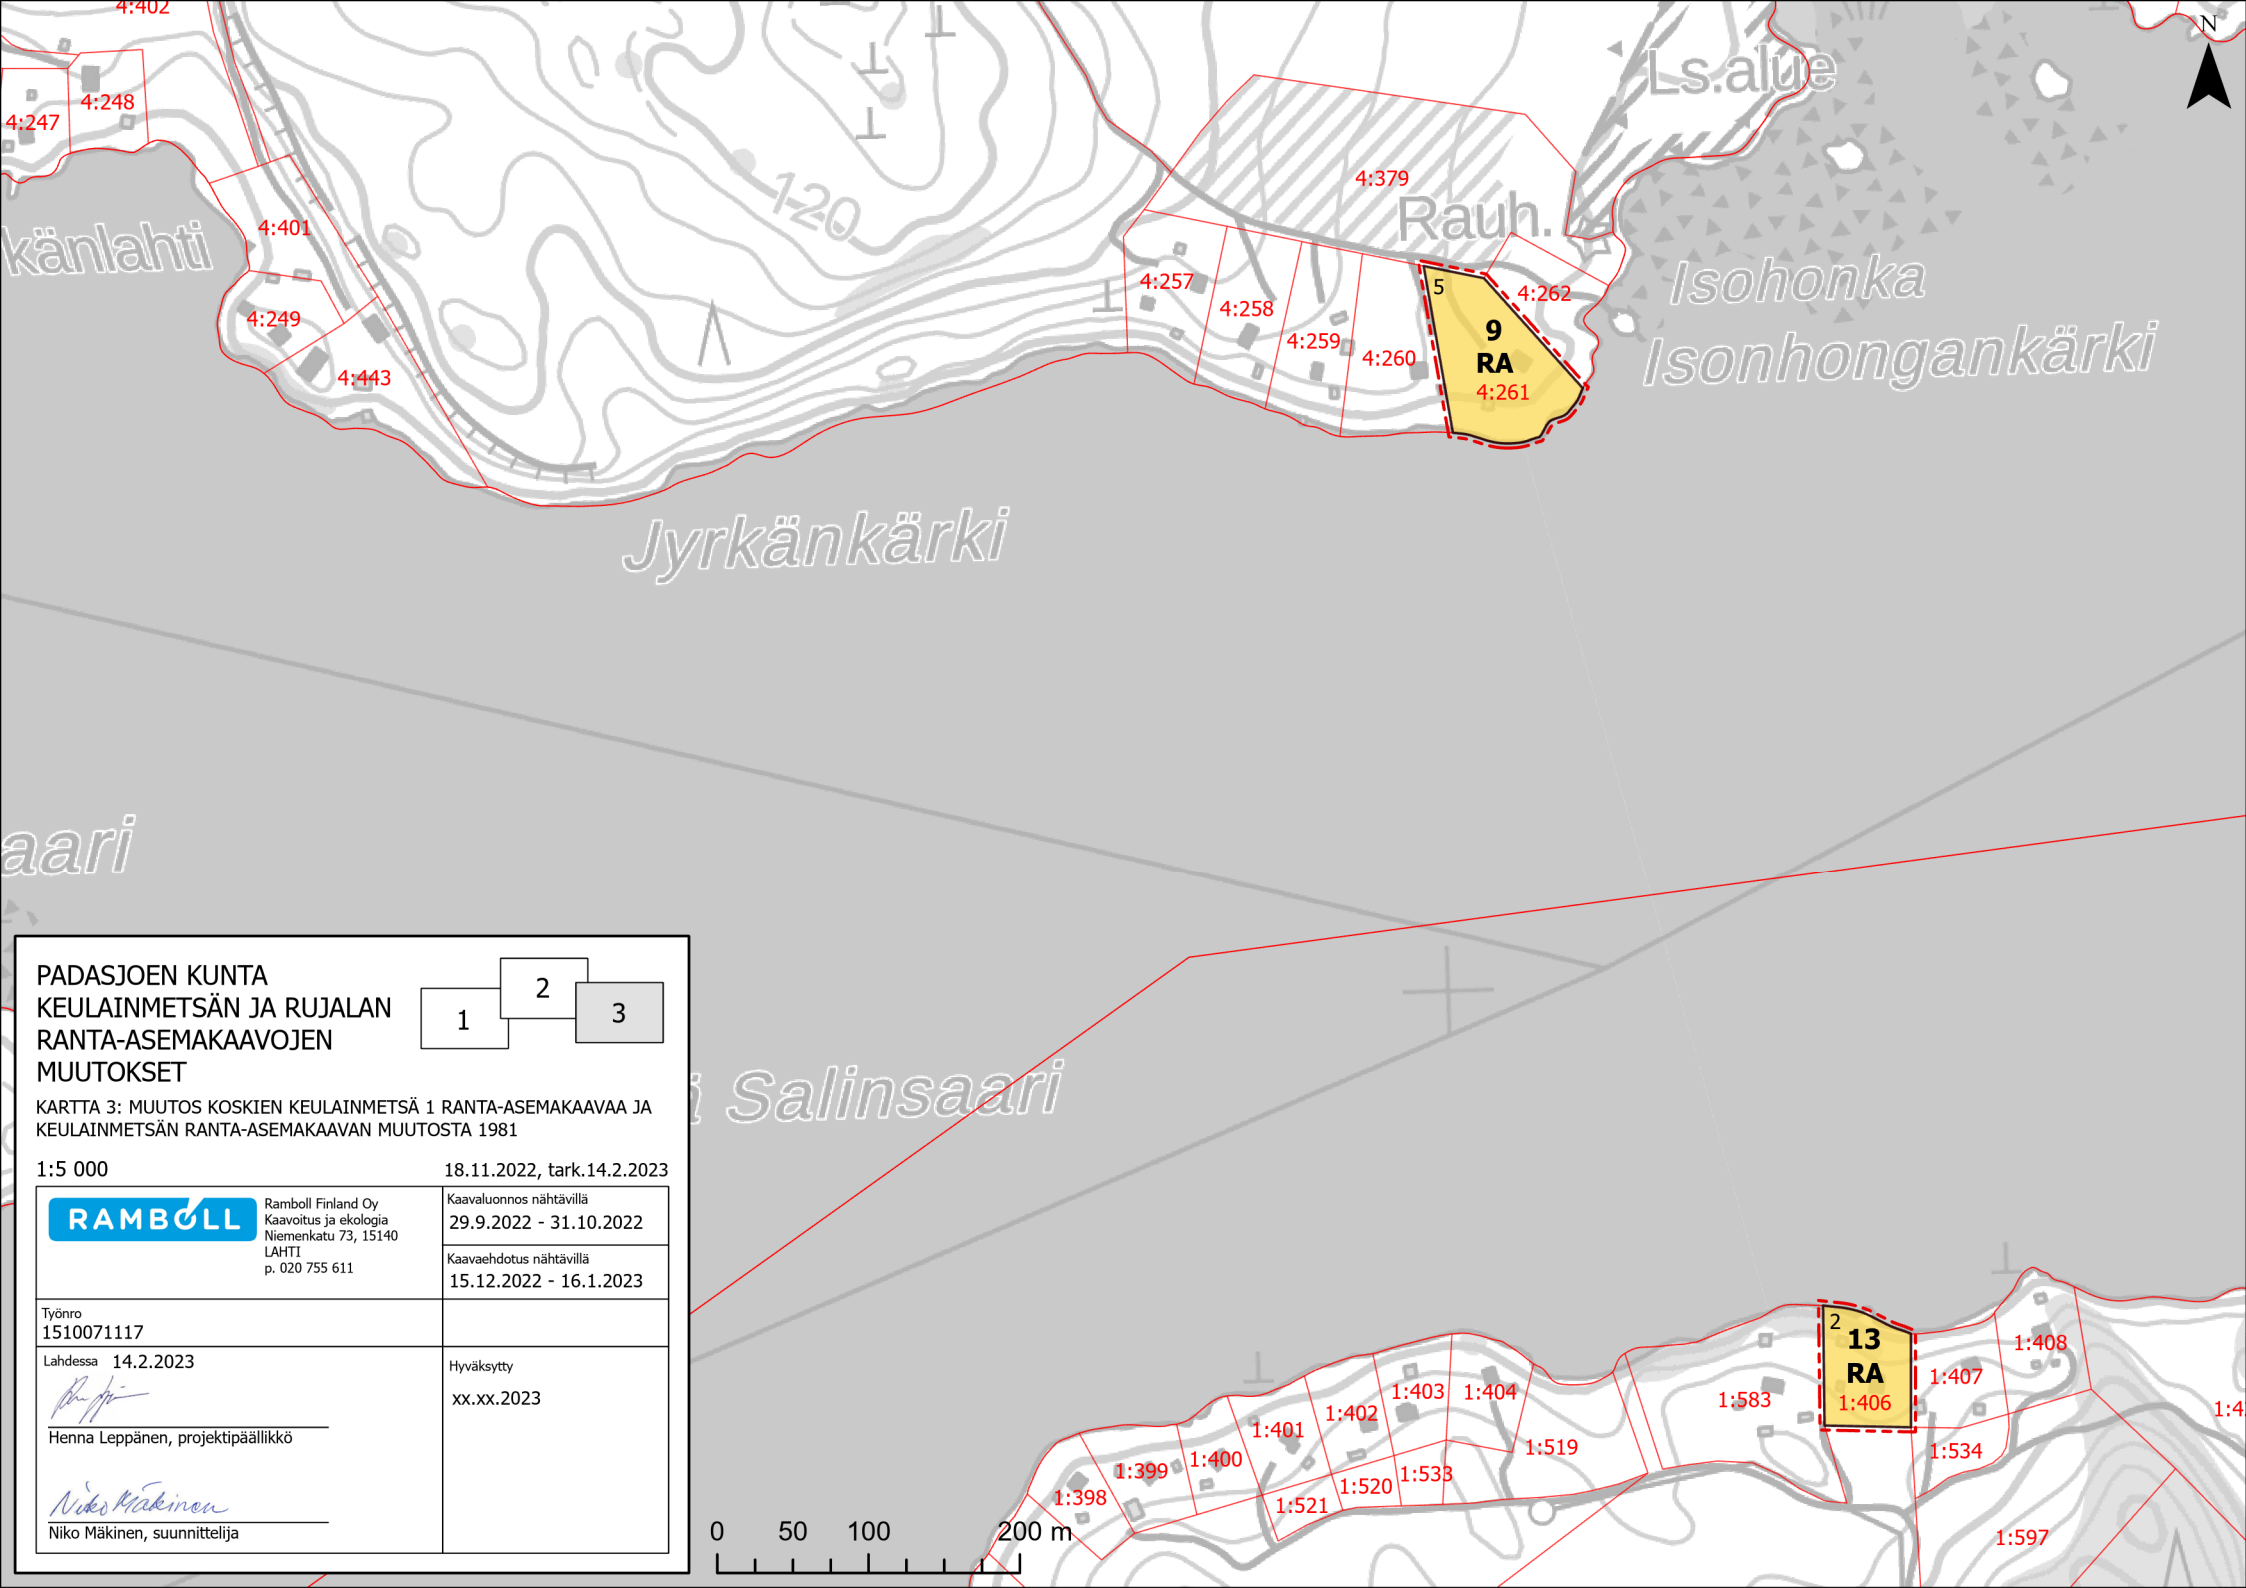 4:402
N
Ls.alue
4:248
4:247
4:379
120
Rauh.
känlahti
4:401
Isohonka
4:257
5
4:262
4:258
4:249
9
4:259
Isonhongankärki
4:260
RA
4:443
4:261
Jyrkänkärki
aari
PADASJOEN KUNTA
KEULAINMETSÄN JA RUJALAN
RANTA-ASEMAKAAVOJEN
MUUTOKSET
1
2
3
KARTTA 3: MUUTOS KOSKIEN KEULAINMETSÄ 1 RANTA-ASEMAKAAVAA JA
KEULAINMETSÄN RANTA-ASEMAKAAVAN MUUTOSTA 1981
1:5 000
18.11.2022, tark.14.2.2023
RAMBOLL
Ramboll Finland Oy
Kaavoitus ja ekologia
Niemenkatu 73, 15140
LAHTI
p. 020 755 611
Kaavaluonnos nähtävillä
29.9.2022 - 31.10.2022
Kaavaehdotus nähtävillä
15.12.2022 - 16.1.2023
Työnro
1510071117
Lahdessa 14.2.2023
Henna Leppänen, projektipäällikkö
Niko Mäkinen
Niko Mäkinen, suunnittelija
Hyväksytty
xx.xx.2023
ä Salinsaari
2
13
RA
1:406
1:408
1:407
1:583
1:403
1:404
1:402
1:401
1:4
1:519
1:534
1:400
1:399
1:533
1:520
1:398
1:521
1:597
0 50 100 200 m